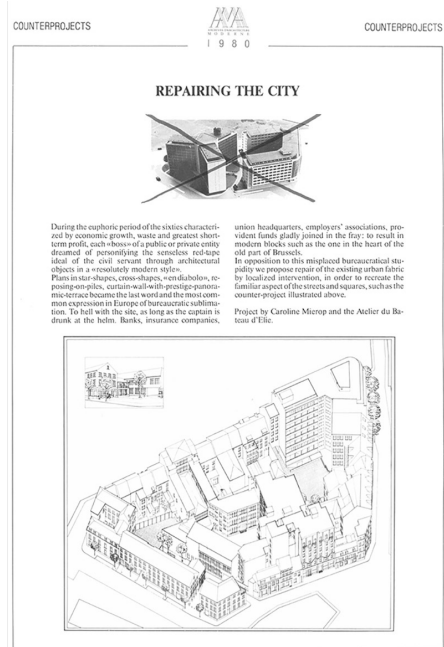 COUNTERPROJECTS
AAA
MODERNE
1980
COUNTERPROJECTS
REPAIRING THE CITY
During the euphoric period of the sixties characteri-
zed by economic growth, waste and greatest short-
term profit, each «boss» of a public or private entity
dreamed of personifying the senseless red-tape
ideal of the civil servant through architectural
objects in a «resolutely modern style».
Plans in star-shapes, cross-shapes, «en diabolo», re-
posing-on-piles, curtain-wall-with-prestige-panora-
mic-terrace became the last word and the most com-
mon expression in Europe of bureaucratic sublima-
tion. To hell with the site, as long as the captain is
drunk at the helm. Banks, insurance companies,
union headquarters, employers' associations, pro-
vident funds gladly joined in the fray: to result in
modern blocks such as the one in the heart of the
old part of Brussels.
In opposition to this misplaced bureaucratical stu-
pidity we propose repair of the existing urban fabric
by localized intervention, in order to recreate the
familiar aspect of the streets and squares, such as the
counter-project illustrated above.
Project by Caroline Mierop and the Atelier du Ba-
teau d'Elie.